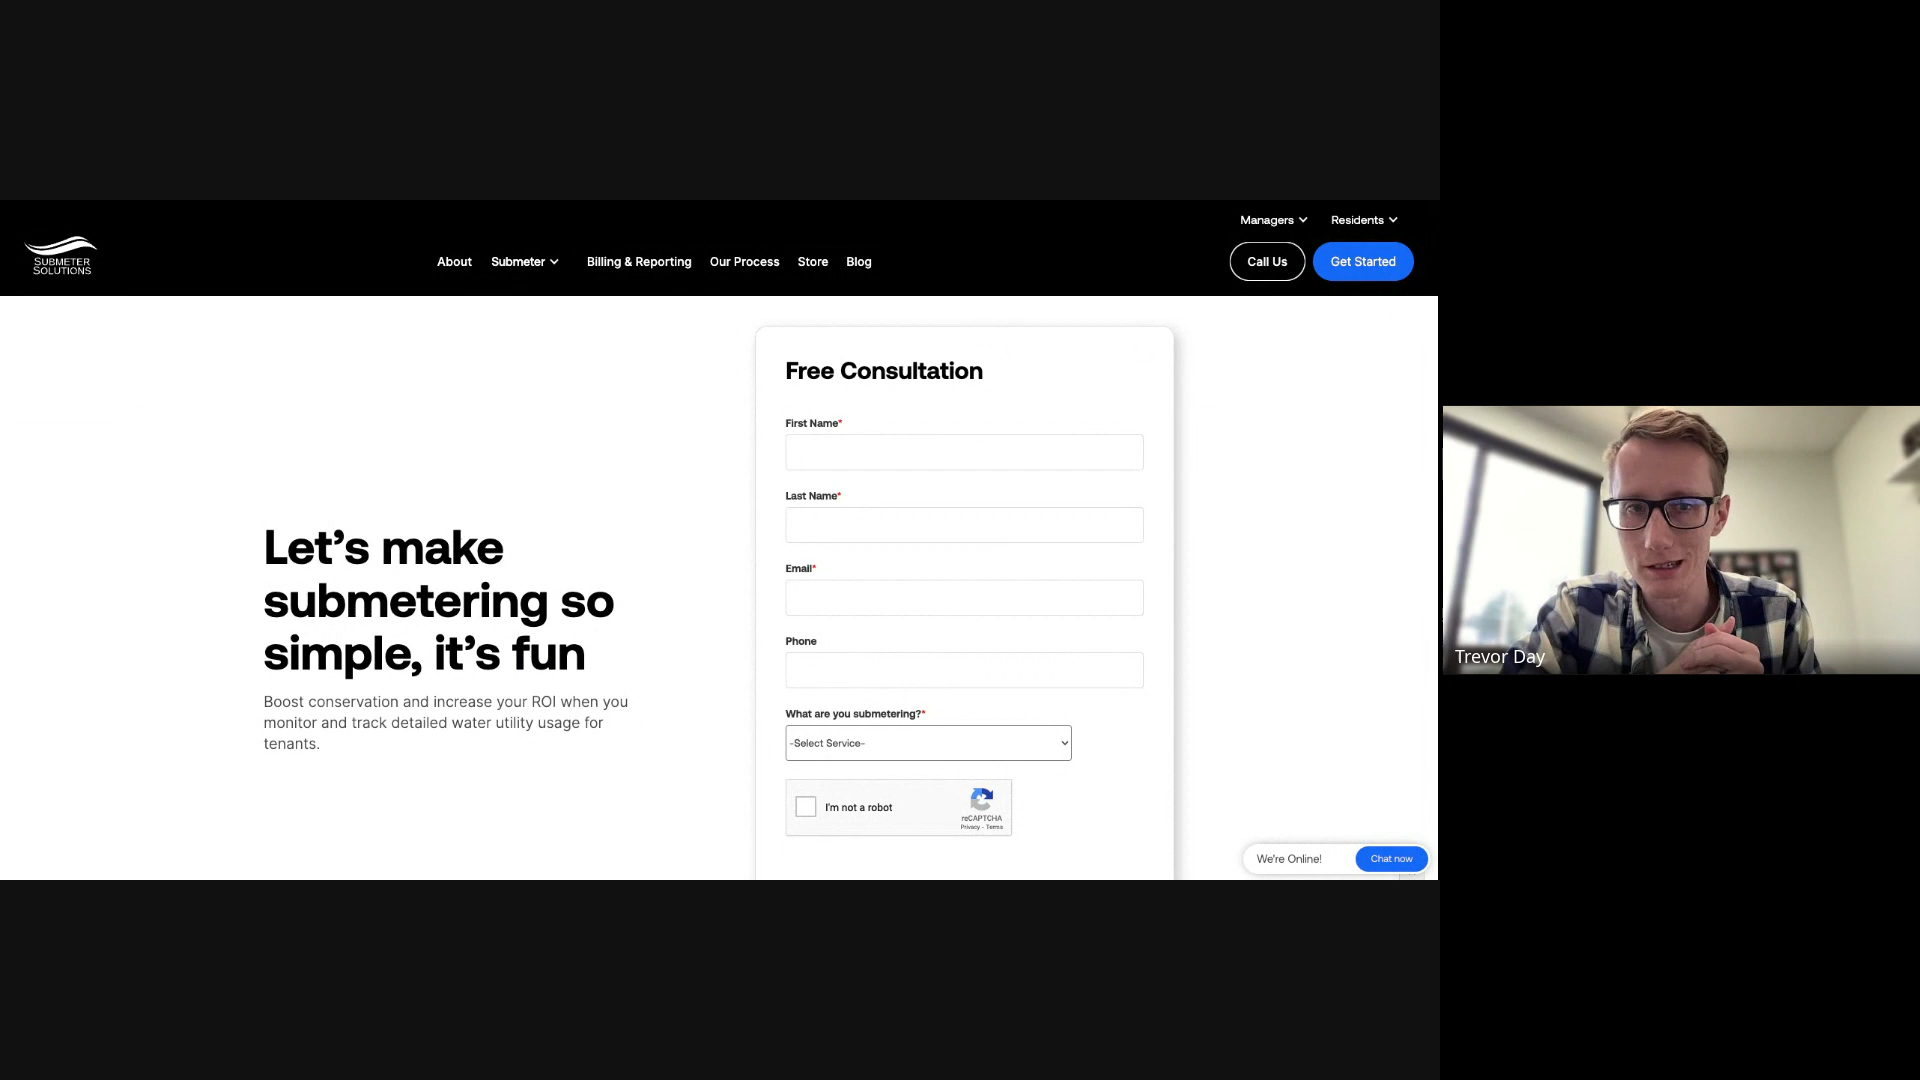 Managers
Residents
SUBMETER
SOLUTIONS
About
Submeter
Billing & Reporting
Our Process
Store
Blog
Call Us
Get Started
Free Consultation
First Name*
Last Name*
Email*
Phone
What are you submetering?*
-Select Service-
I'm not a robot
reCAPTCHA
Privacy - Terms
Let’s make
submetering so
simple, it’s fun
Boost conservation and increase your ROI when you
monitor and track detailed water utility usage for
tenants.
We're Online!
Chat now
Trevor Day